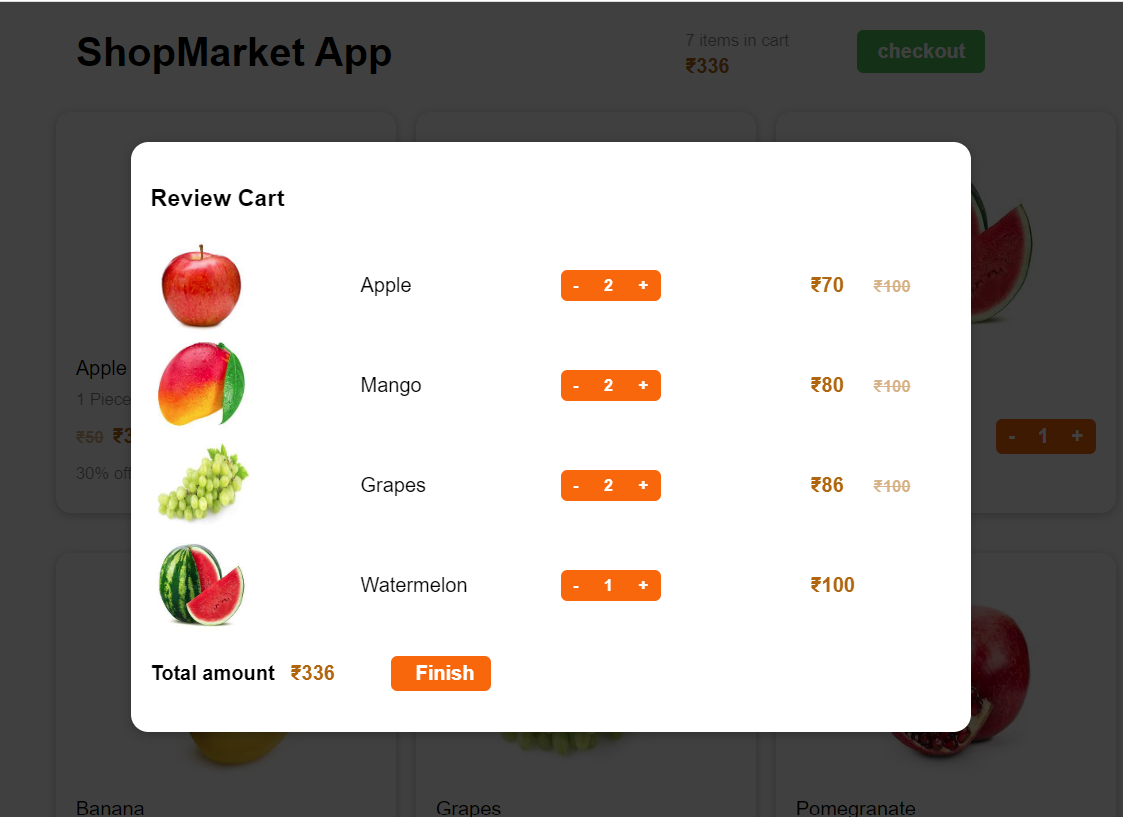 ShopMarket App
7 items in cart
₹336
checkout
Review Cart
Apple - 2 + ₹70 ₹100
Mango - 2 + ₹80 ₹100
Grapes - 2 + ₹86 ₹100
Watermelon - 1 + ₹100
Total amount ₹336 Finish
Apple
1 Piece
₹50
30% off
- 1 +
Banana
Grapes
Pomegranate